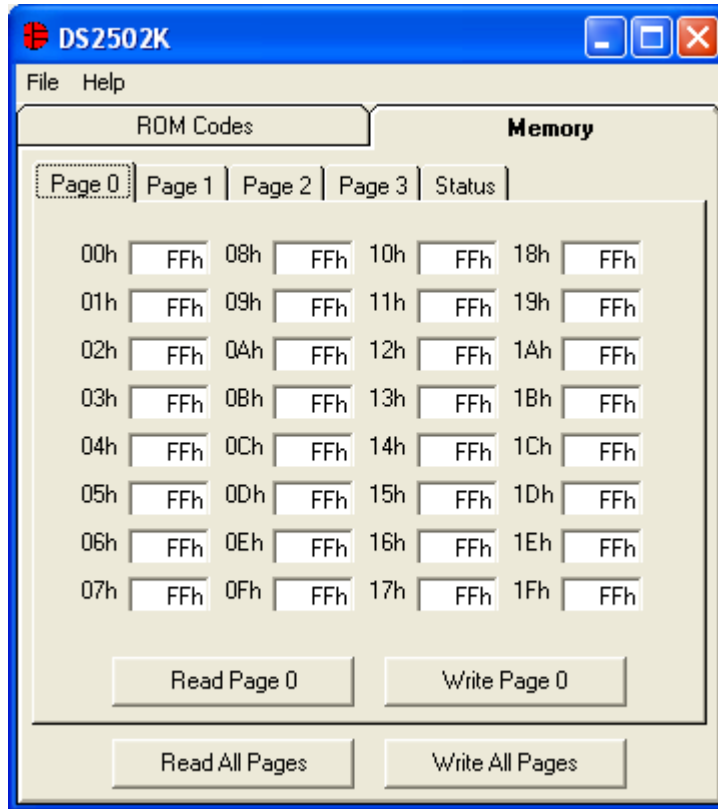 DS2502K
File Help
ROM Codes Memory
Page 0 Page 1 Page 2 Page 3 Status
00h FFh 08h FFh 10h FFh 18h FFh
01h FFh 09h FFh 11h FFh 19h FFh
02h FFh 0Ah FFh 12h FFh 1Ah FFh
03h FFh 0Bh FFh 13h FFh 1Bh FFh
04h FFh 0Ch FFh 14h FFh 1Ch FFh
05h FFh 0Dh FFh 15h FFh 1Dh FFh
06h FFh 0Eh FFh 16h FFh 1Eh FFh
07h FFh 0Fh FFh 17h FFh 1Fh FFh
Read Page 0 Write Page 0
Read All Pages Write All Pages